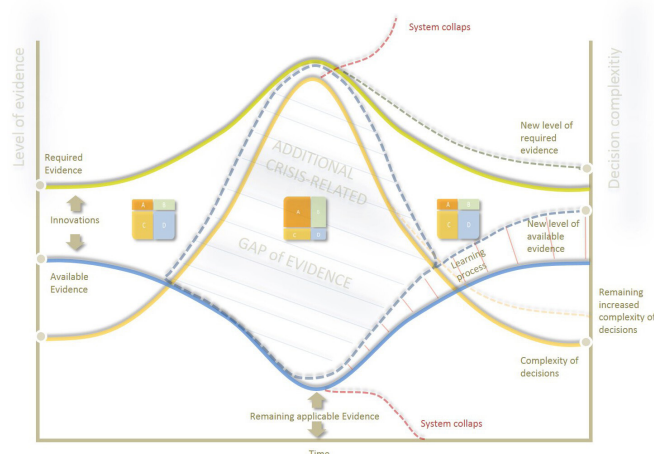 System collaps
Level of evidence
Decision complexitiy
New level of
required
evidence
Required
Evidence
ADDITIONAL
CRISIS-RELATED
A
B
C
D
A
C
D
A
B
C
D
Innovations
New level of
available
evidence
GAP of EVIDENCE
Learning
process
Available
Evidence
Remaining
increased
complexity of
decisions
Complexity of
decisions
Remaining applicable Evidence
System collaps
Time